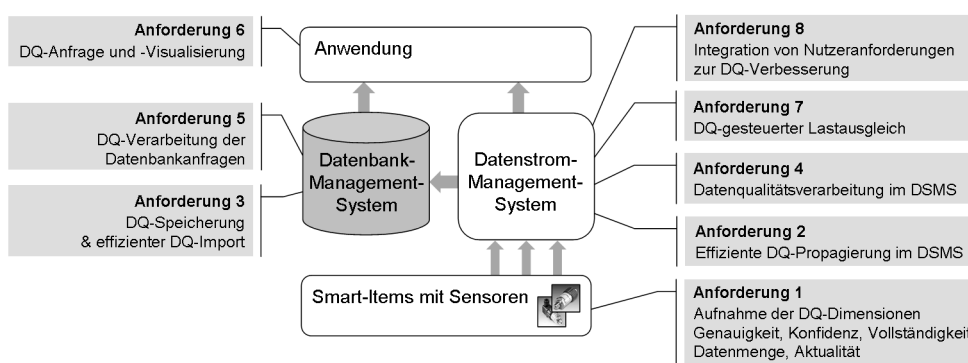 Anforderung 6
DQ-Anfrage und -Visualisierung
Anforderung 5
DQ-Verarbeitung der
Datenbankanfragen
Anforderung 3
DQ-Speicherung
& effizienter DQ-Import
Anwendung
Datenbank-
Management-
System
Datenstrom-
Management-
System
Smart-Items mit Sensoren
Anforderung 8
Integration von Nutzeranforderungen
zur DQ-Verbesserung
Anforderung 7
DQ-gesteuerter Lastausgleich
Anforderung 4
Datenqualitätsverarbeitung im DSMS
Anforderung 2
Effiziente DQ-Propagierung im DSMS
Anforderung 1
Aufnahme der DQ-Dimensionen
Genauigkeit, Konfidenz, Vollständigkeit
Datenmenge, Aktualität